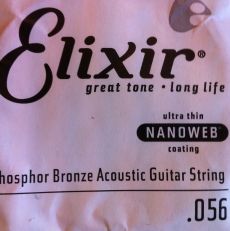 Elixir®
great tone • long life
ultra thin
NANOWEB®
coating
hosphor Bronze Acoustic Guitar String
.056